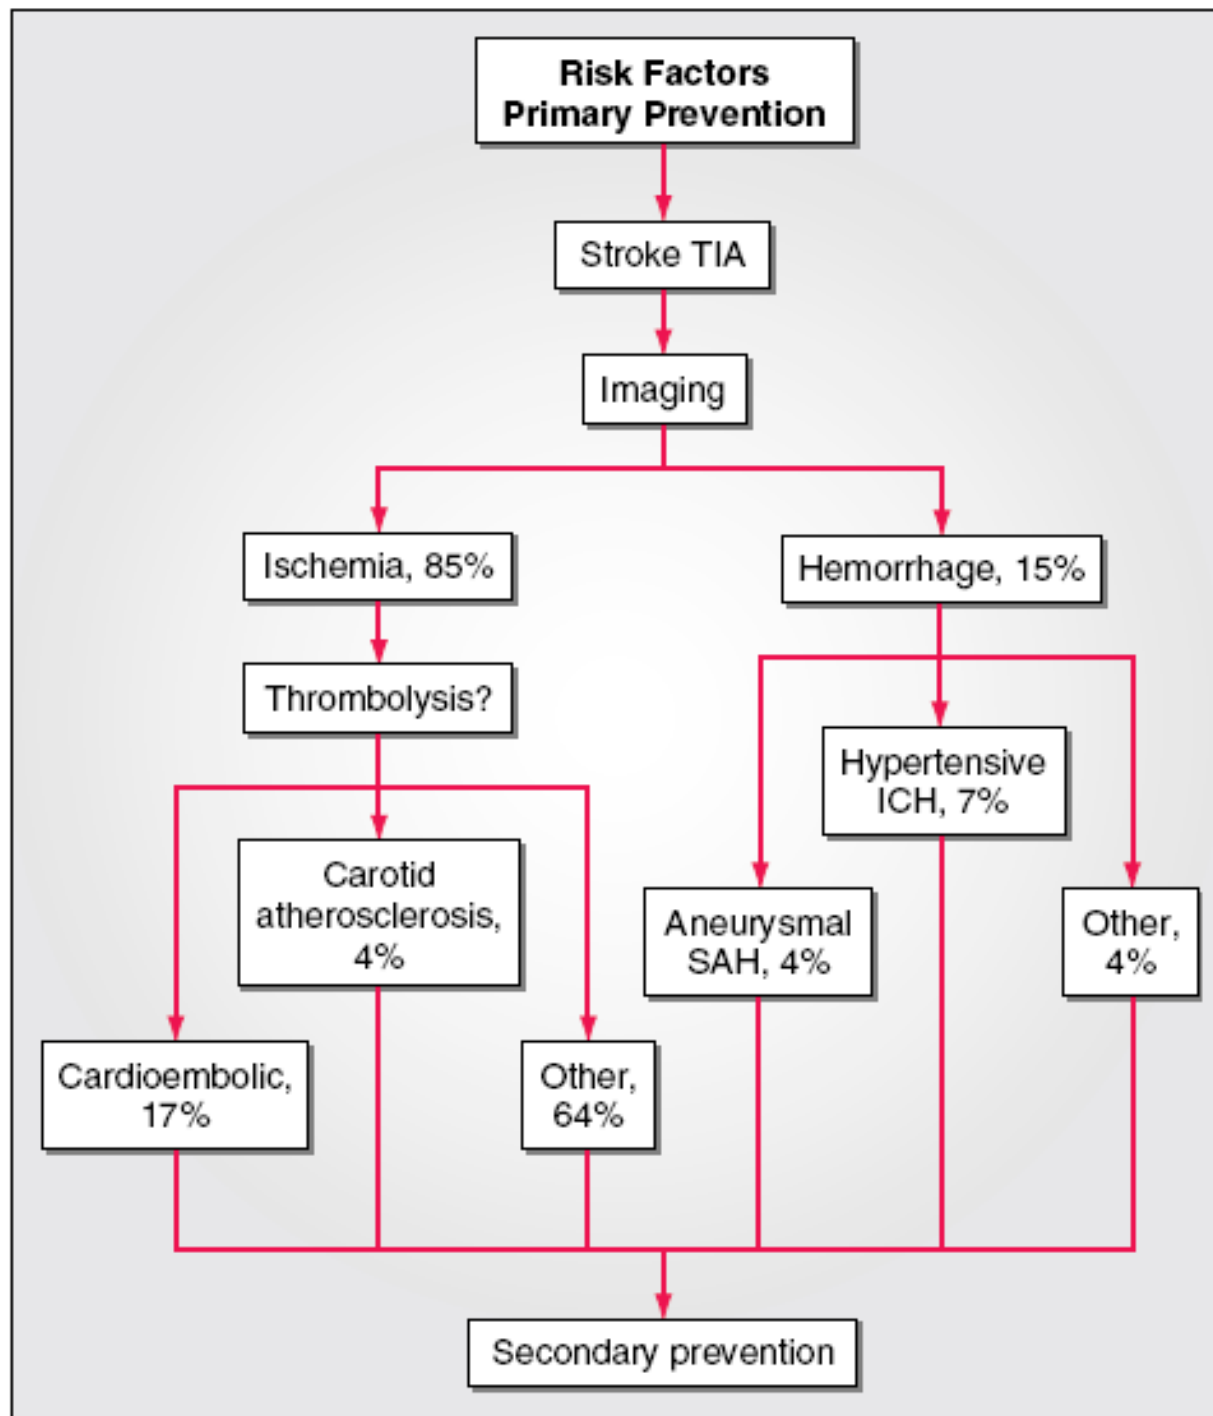 Risk Factors
Primary Prevention
Stroke TIA
Imaging
Ischemia, 85%
Hemorrhage, 15%
Thrombolysis?
Hypertensive
ICH, 7%
Carotid
atherosclerosis,
4%
Aneurysmal
SAH, 4%
Other,
4%
Cardioembolic,
17%
Other,
64%
Secondary prevention